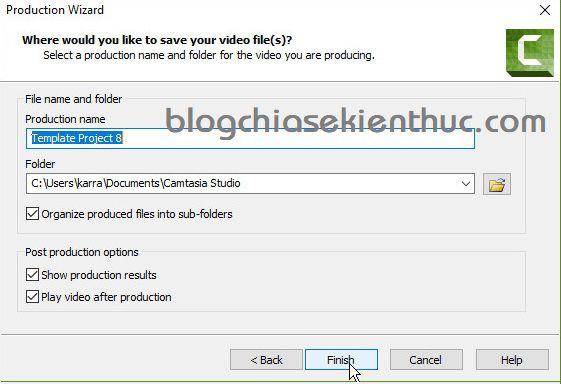 Production Wizard
Where would you like to save your video file(s)?
Select a production name and folder for the video you are producing.
File name and folder
Production name
blogchiasekienthuc.com
Template Project 8
Folder
C:\Users\karra\Documents\Camtasia Studio
Organize produced files into sub-folders
Post production options
Show production results
Play video after production
< Back
Finish
Cancel
Help